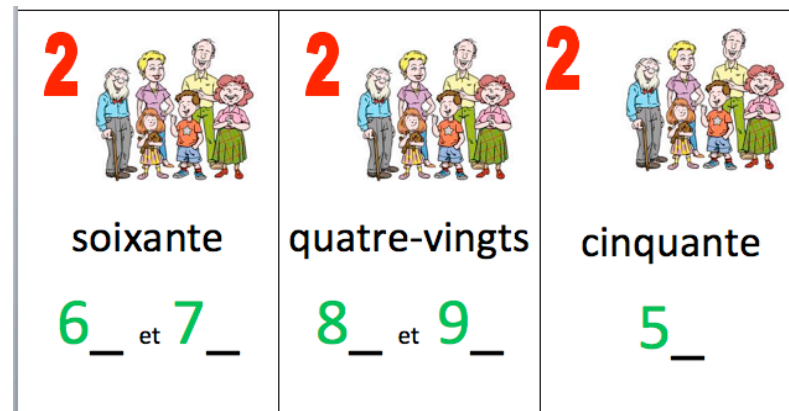 2
soixante
6_ et 7_
2
quatre-vingts
8_ et 9_
2
cinquante
5_